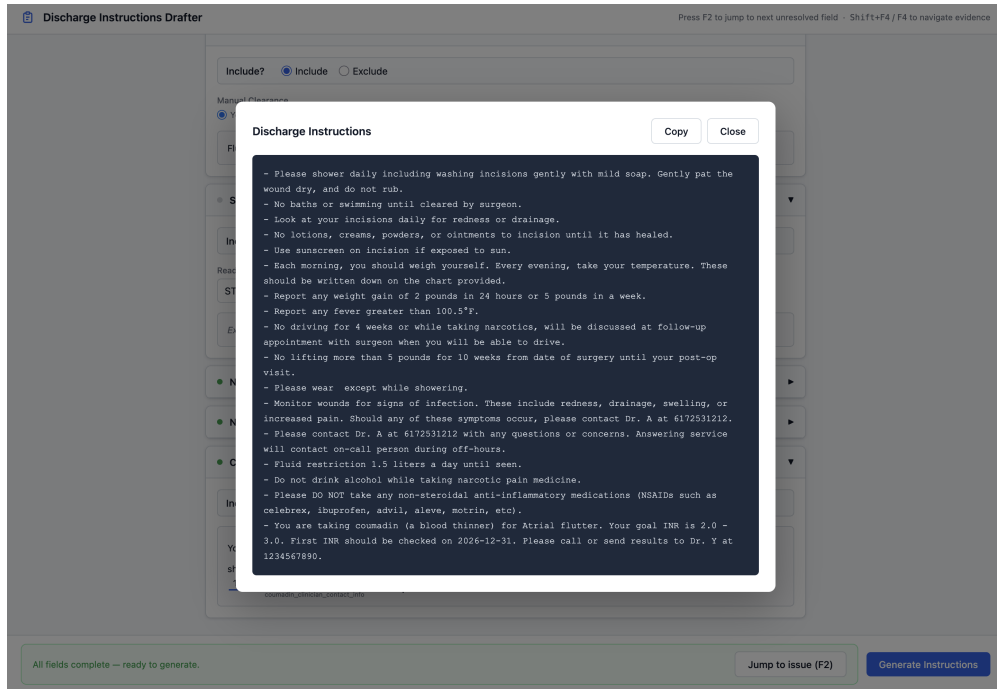 Discharge Instructions Drafter
Press F2 to jump to next unresolved field · Shift+F4 / F4 to navigate evidence
Include?
Include
Exclude
Manual Clearance
Discharge Instructions
Copy
Close
- Please shower daily including washing incisions gently with mild soap. Gently pat the
wound dry, and do not rub.
- No baths or swimming until cleared by surgeon.
- Look at your incisions daily for redness or drainage.
- No lotions, creams, powders, or ointments to incision until it has healed.
- Use sunscreen on incision if exposed to sun.
- Each morning, you should weigh yourself. Every evening, take your temperature. These
should be written down on the chart provided.
- Report any weight gain of 2 pounds in 24 hours or 5 pounds in a week.
- Report any fever greater than 100.5°F.
- No driving for 4 weeks or while taking narcotics, will be discussed at follow-up
appointment with surgeon when you will be able to drive.
- No lifting more than 5 pounds for 10 weeks from date of surgery until your post-op
visit.
- Please wear  except while showering.
- Monitor wounds for signs of infection. These include redness, drainage, swelling, or
increased pain. Should any of these symptoms occur, please contact Dr. A at 6172531212.
- Please contact Dr. A at 6172531212 with any questions or concerns. Answering service
will contact on-call person during off-hours.
- Fluid restriction 1.5 liters a day until seen.
- Do not drink alcohol while taking narcotic pain medicine.
- Please DO NOT take any non-steroidal anti-inflammatory medications (NSAIDs such as
celebrex, ibuprofen, advil, aleve, motrin, etc).
- You are taking coumadin (a blood thinner) for Atrial flutter. Your goal INR is 2.0 -
3.0. First INR should be checked on 2026-12-31. Please call or send results to Dr. Y at
1234567890.
coumadin_clinician_contact_info
All fields complete — ready to generate.
Jump to issue (F2)
Generate Instructions